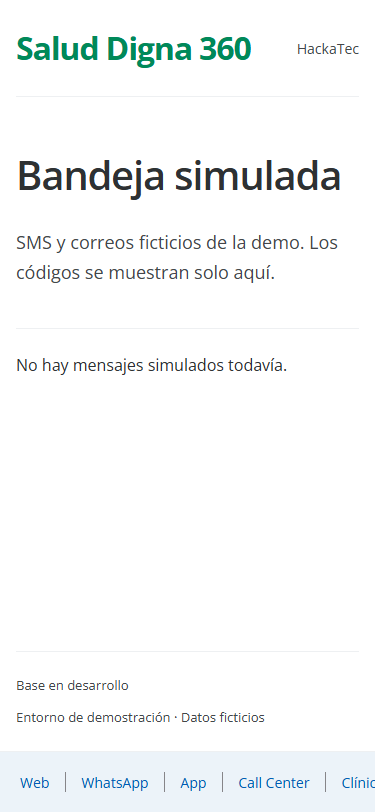 Salud Digna 360
HackaTec
Bandeja simulada
SMS y correos ficticios de la demo. Los
códigos se muestran solo aquí.
No hay mensajes simulados todavía.
Base en desarrollo
Entorno de demostración · Datos ficticios
Web
WhatsApp
App
Call Center
Clínic